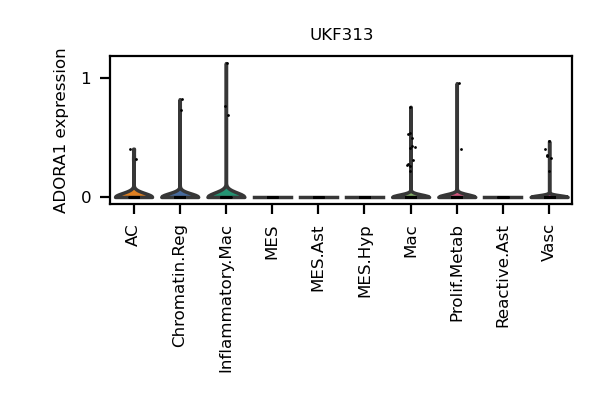 UKF313
ADORA1 expression
1
0
AC
Chromatin.Reg
Inflammatory.Mac
MES
MES.Ast
MES.Hyp
Mac
Prolif.Metab
Reactive.Ast
Vasc